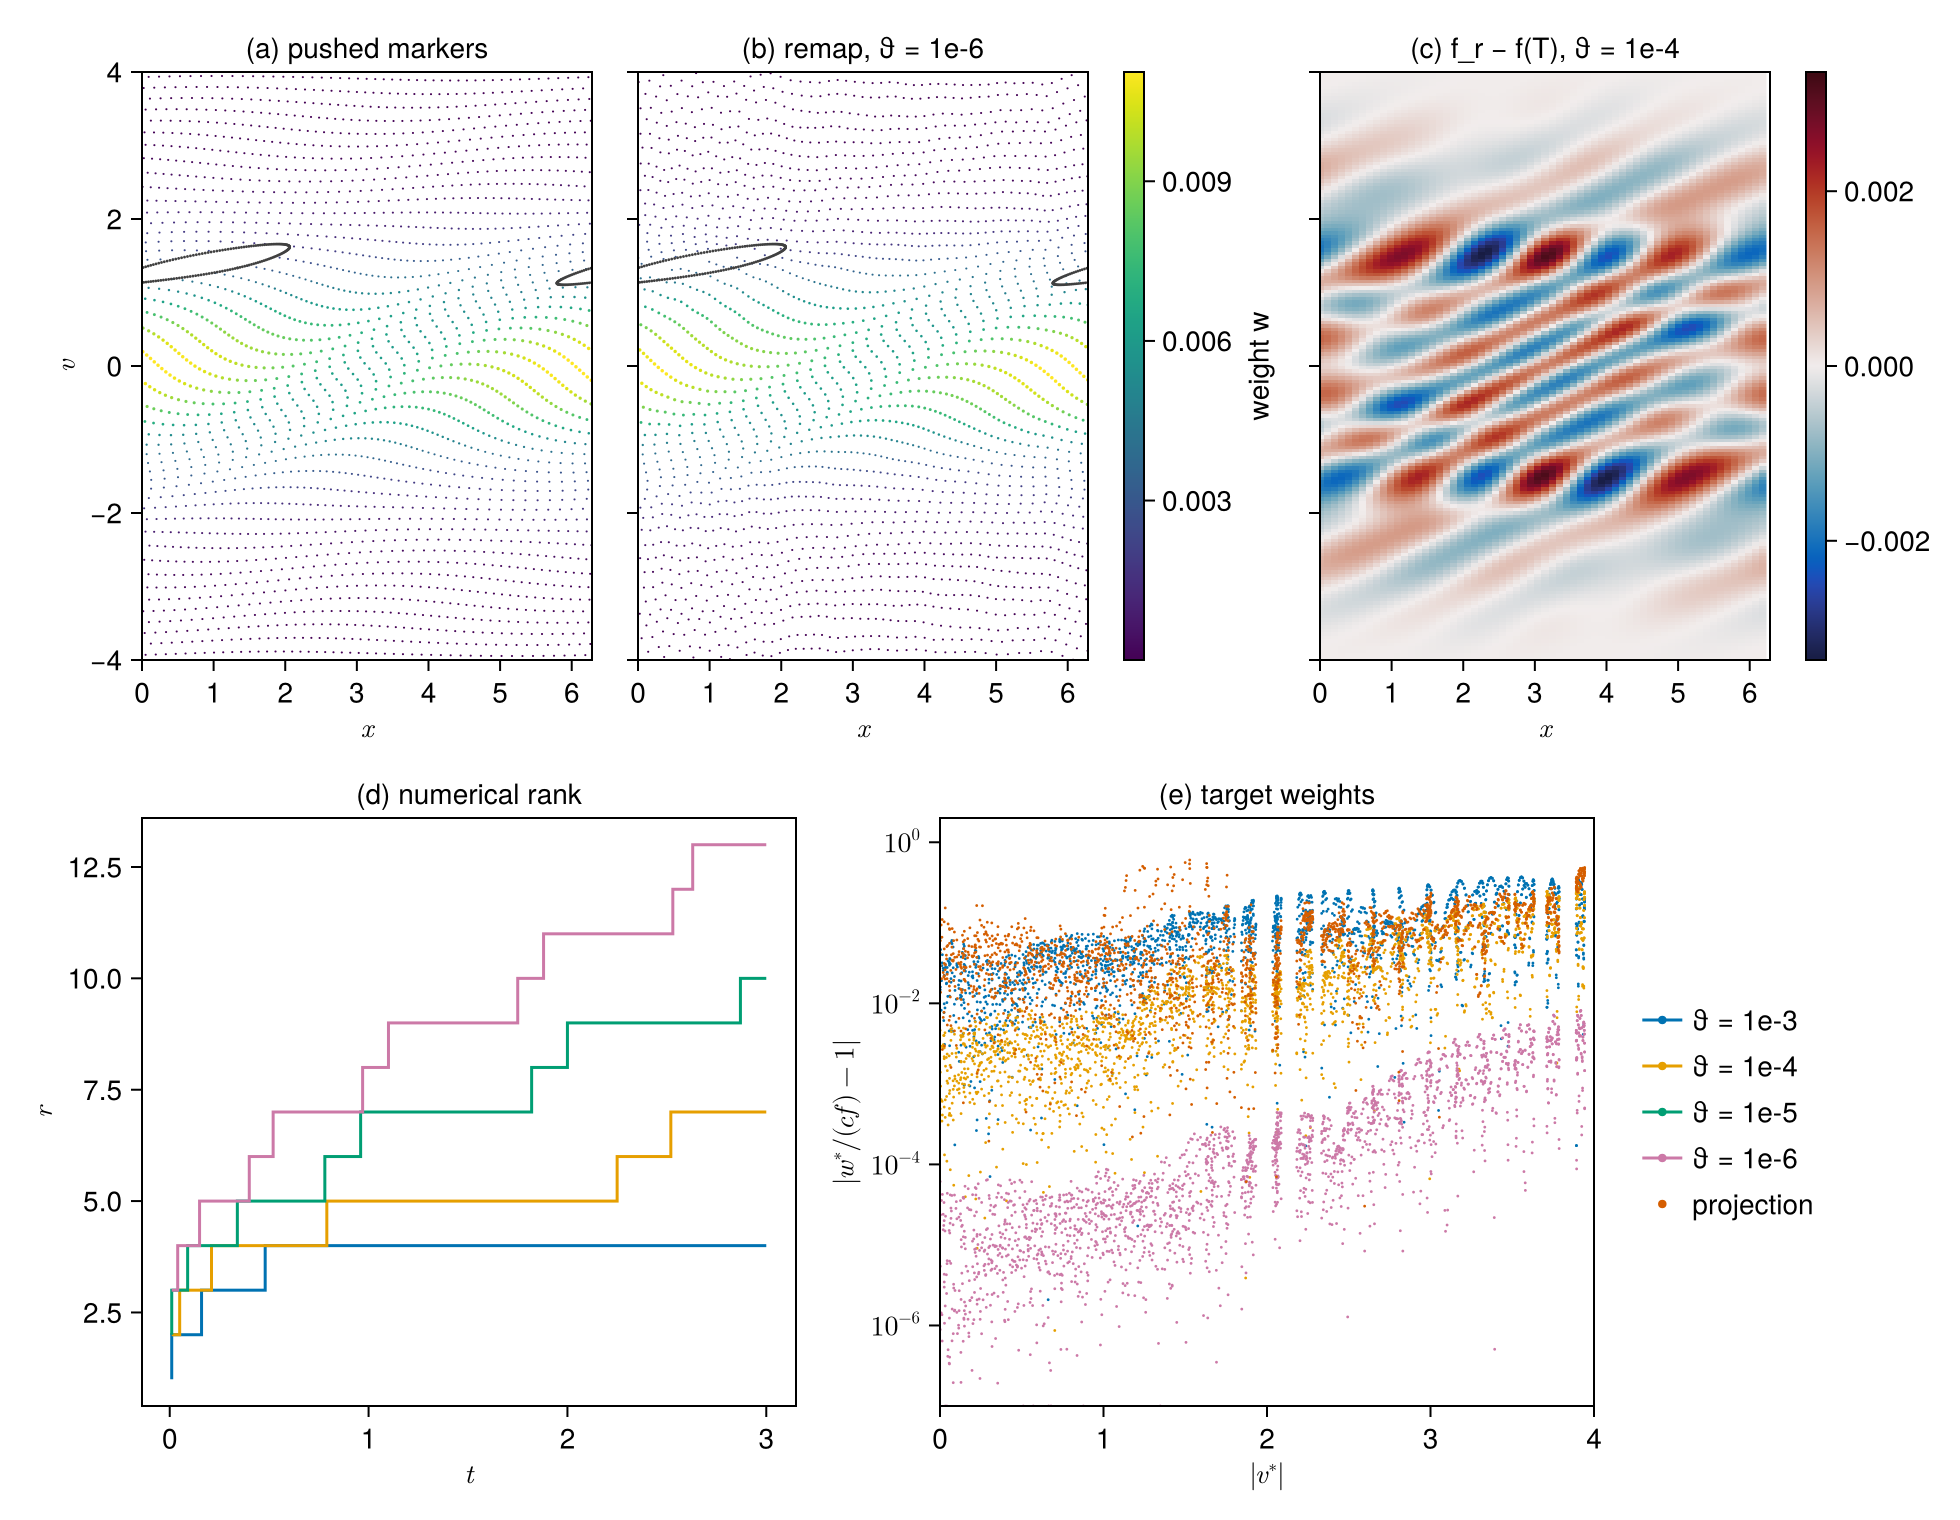 (a) pushed markers
(b) remap, ϑ = 1e-6
(c) f_r − f(T), ϑ = 1e-4
4
2
0
−2
−4
v
0 1 2 3 4 5 6
x
0 1 2 3 4 5 6
x
0.009
0.006
0.003
weight w
0 1 2 3 4 5 6
x
0.002
0.000
−0.002
(d) numerical rank
12.5
10.0
7.5
5.0
2.5
r
0 1 2 3
t
(e) target weights
10⁰
10⁻²
10⁻⁴
10⁻⁶
|w*/(cf) − 1|
0 1 2 3 4
|v*|
ϑ = 1e-3
ϑ = 1e-4
ϑ = 1e-5
ϑ = 1e-6
projection